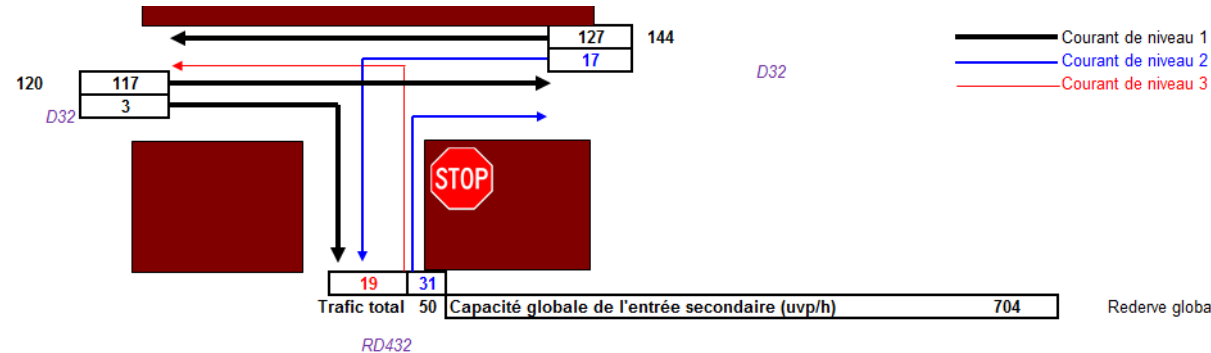 127 144
17
Courant de niveau 1
Courant de niveau 2
Courant de niveau 3
D32
120 117
3
D32
STOP
19 31
Trafic total 50 Capacité globale de l'entrée secondaire (uvp/h) 704 Rederve globa
RD432